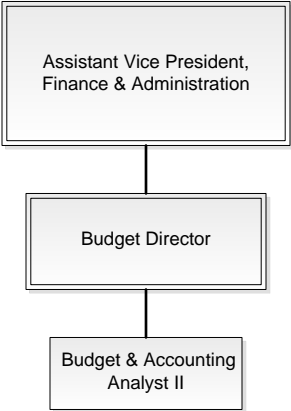 Assistant Vice President,
Finance & Administration
Budget Director
Budget & Accounting
Analyst II